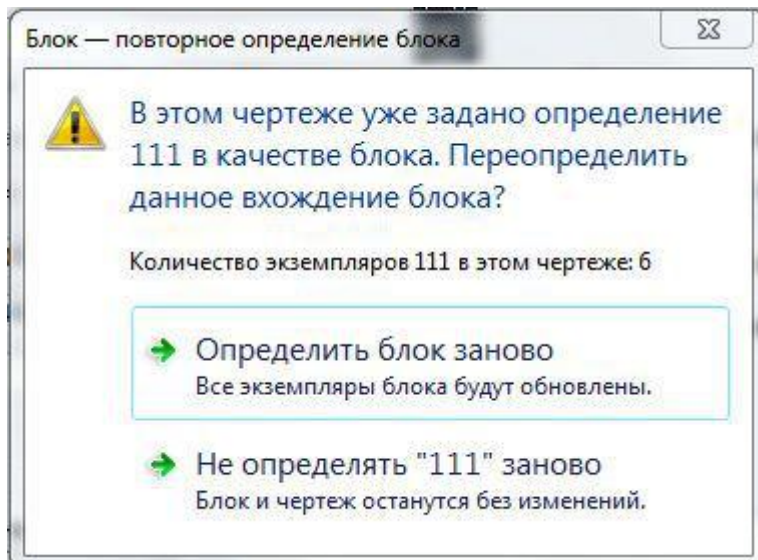 Блок — повторное определение блока
В этом чертеже уже задано определение
111 в качестве блока. Переопределить
данное вхождение блока?
Количество экземпляров 111 в этом чертеже: 6
Определить блок заново
Все экземпляры блока будут обновлены.
Не определять "111" заново
Блок и чертеж останутся без изменений.